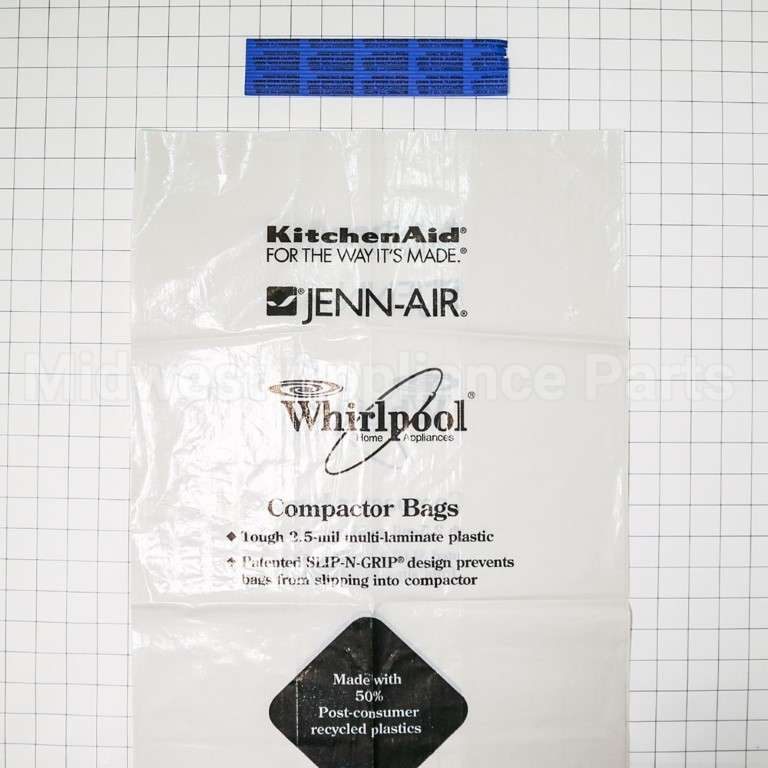 KitchenAid®
FOR THE WAY IT'S MADE.®
® JENN-AIR®
Midwest Appliance Parts
Whirlpool®
Home Appliances
Compactor Bags
◆ Tough 2.5-mil multi-laminate plastic
◆ Patented SLIP-N-GRIP® design prevents
bags from slipping into compactor
Made with
50%
Post-consumer
recycled plastics